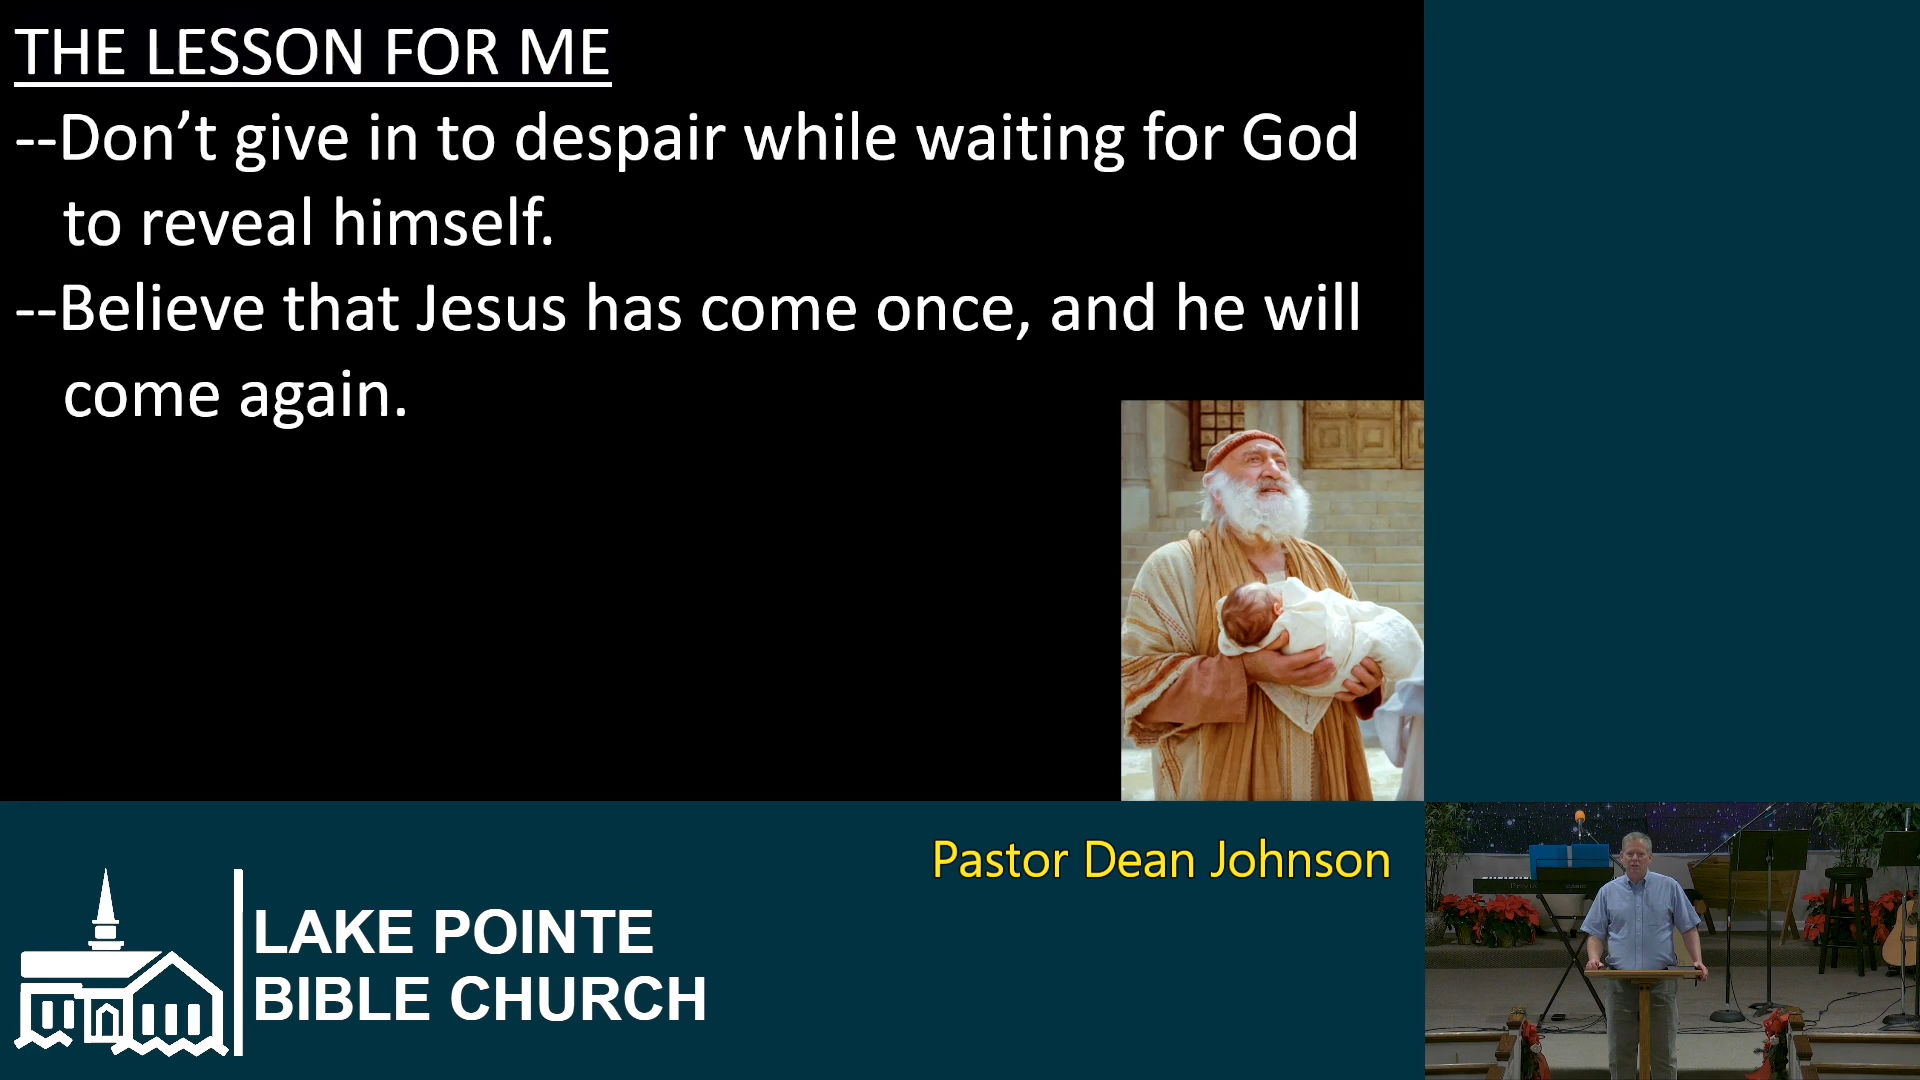 THE LESSON FOR ME
--Don’t give in to despair while waiting for God
to reveal himself.
--Believe that Jesus has come once, and he will
come again.
Pastor Dean Johnson
LAKE POINTE
BIBLE CHURCH